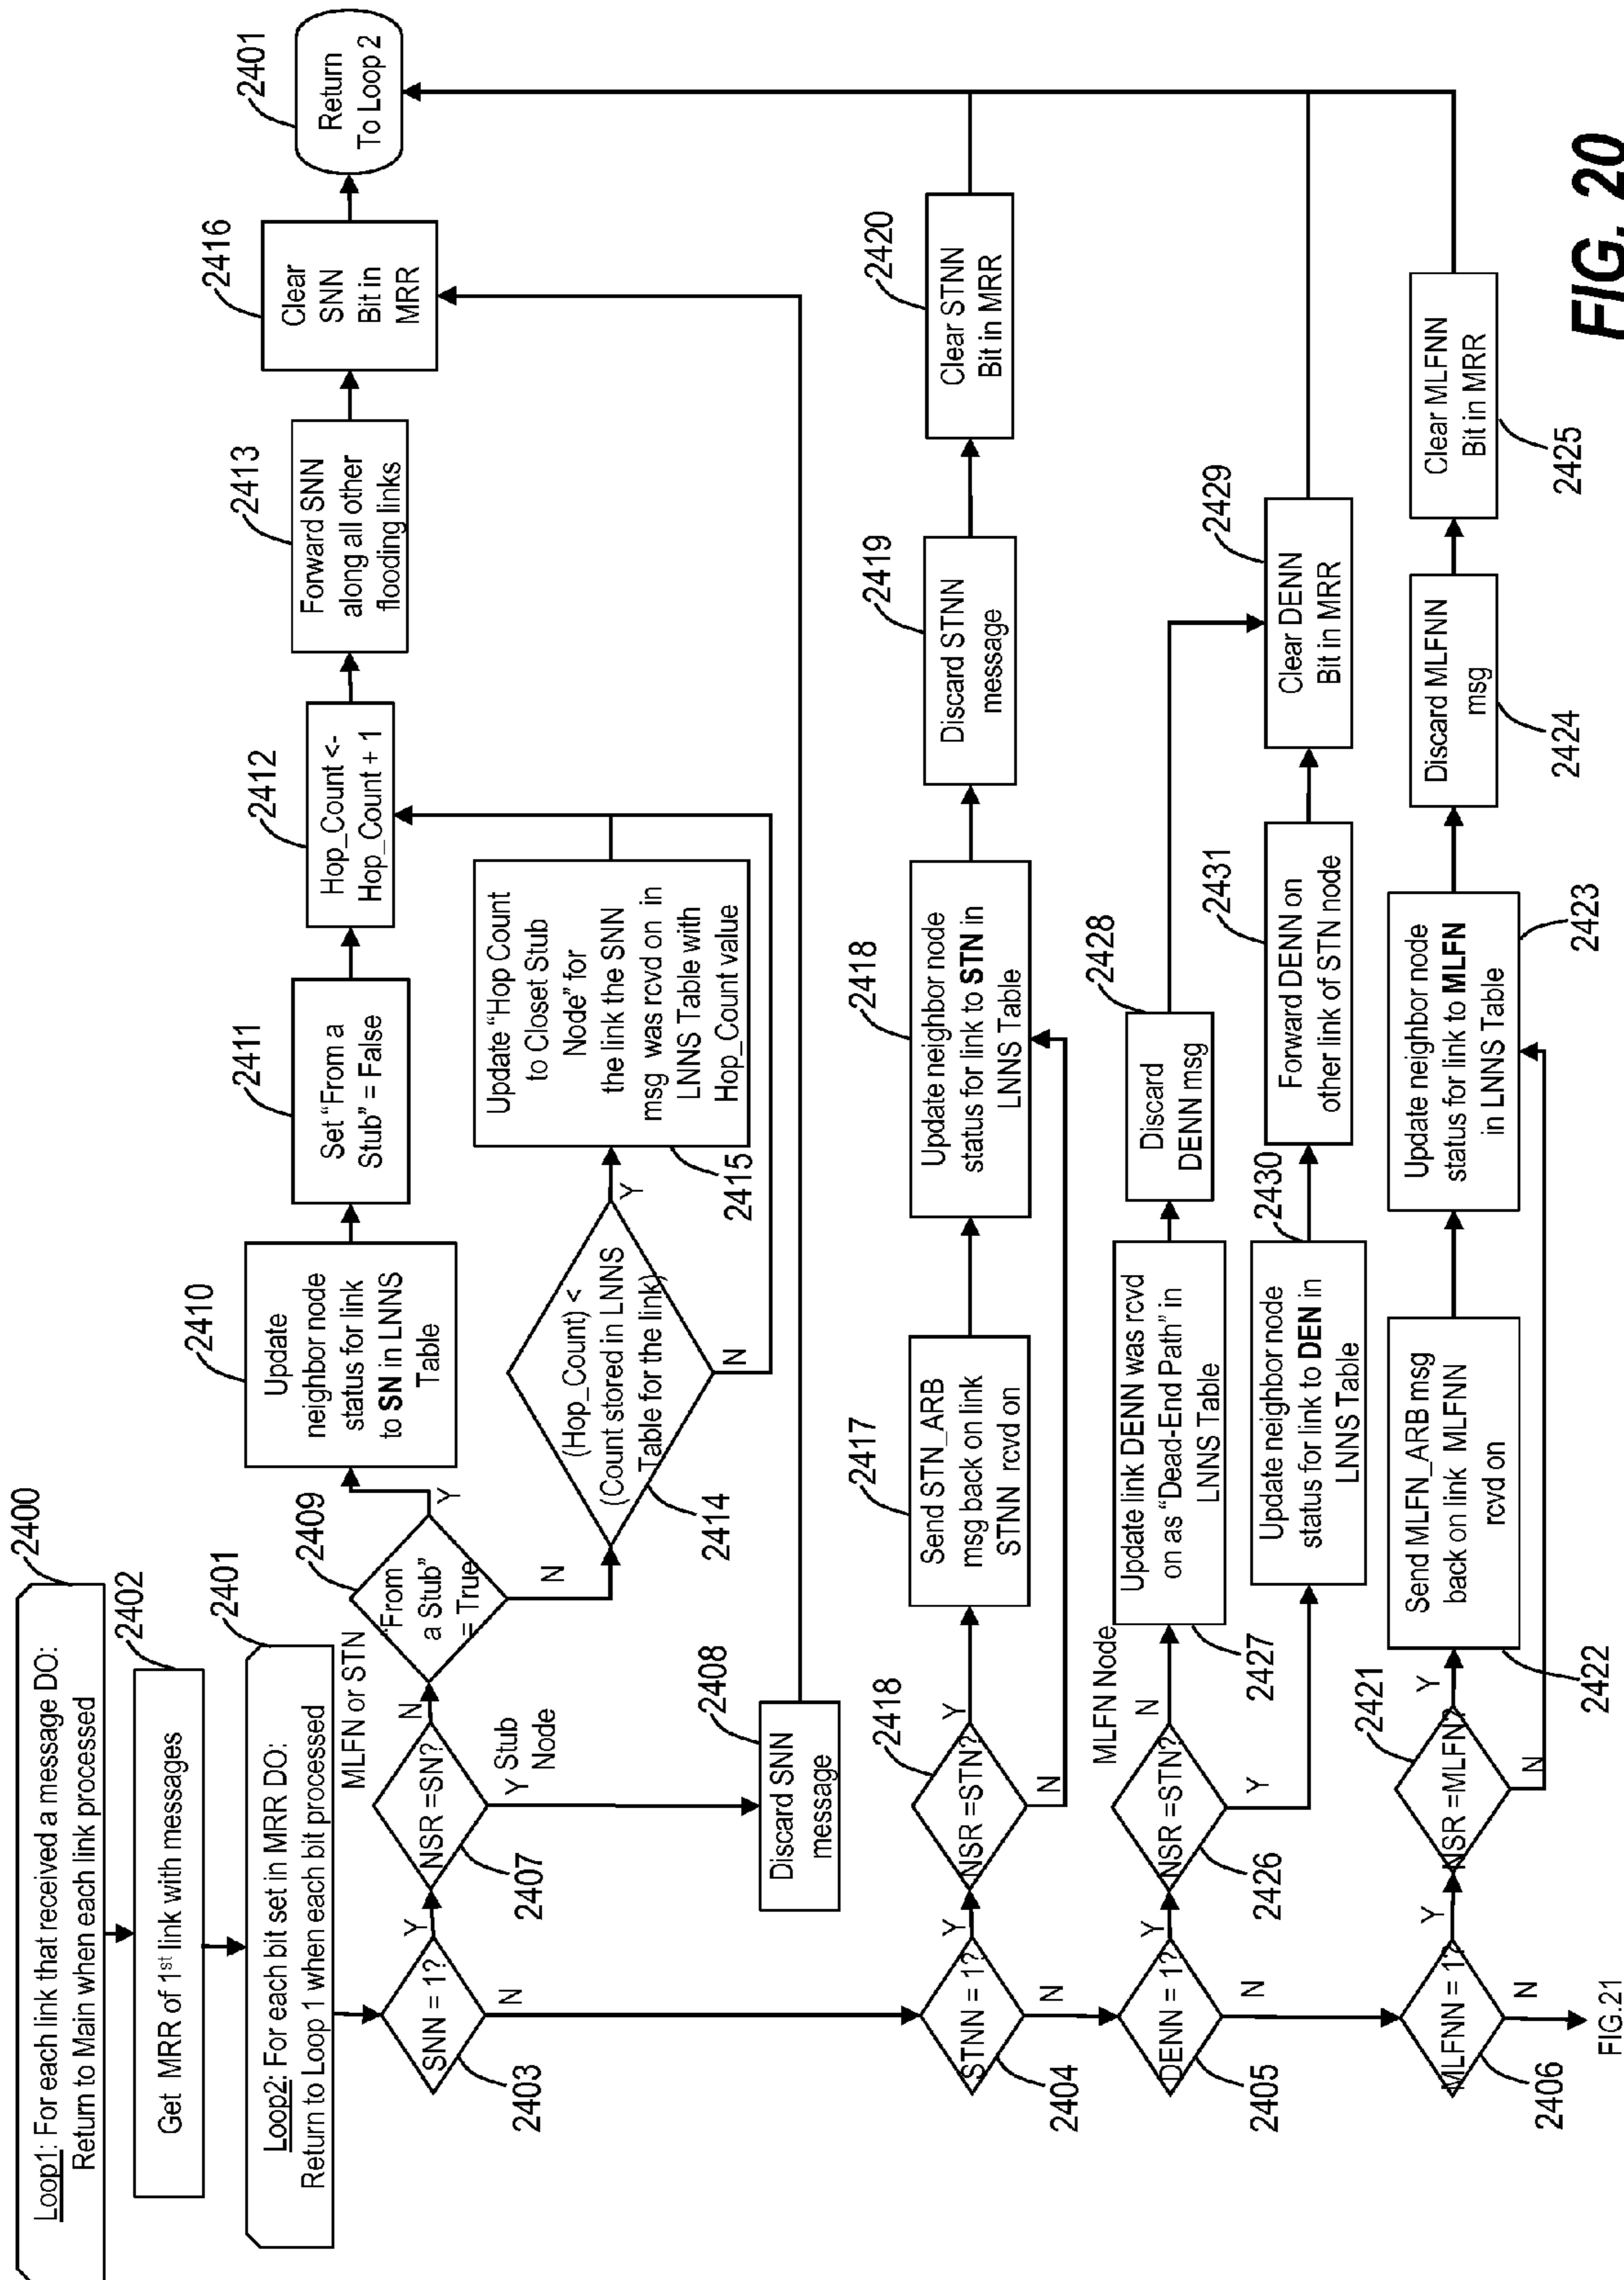 2400
Loop1: For each link that received a message DO:
Return to Main when each link processed
2402
Get MRR of 1st link with messages
2401
Loop2: For each bit set in MRR DO:
Return to Loop 1 when each bit processed
SNN = 1?
2403
Y
N
MLFN or STN
NSR =SN?
2407
N
Y
Stub
Node
2408
Discard SNN
message
2409
"From
a Stub"
= True
Y
N
2410
Update
neighbor node
status for link
to SN in LNNS
Table
2411
Set "From a
Stub" = False
2412
Hop_Count <-
Hop_Count + 1
2413
Forward SNN
along all other
flooding links
2416
Clear
SNN
Bit in
MRR
2401
Return
To Loop 2
(Hop_Count) <
(Count stored in LNNS
Table for the link)
2414
Y
N
Update "Hop Count
to Closet Stub
Node" for
the link the SNN
msg was rcvd on in
LNNS Table with
Hop_Count value
2415
STNN = 1?
2404
Y
N
2418
NSR =STN?
Y
N
2417
Send STN_ARB
msg back on link
STNN rcvd on
2418
Update neighbor node
status for link to STN in
LNNS Table
2419
Discard STNN
message
2420
Clear STNN
Bit in MRR
DENN = 1?
2405
Y
N
MLFN Node
NSR =STN?
2426
N
Y
Update link DENN was rcvd
on as "Dead-End Path" in
LNNS Table
2427
2428
Discard
DENN msg
2429
Clear DENN
Bit in MRR
2430
Update neighbor node
status for link to DEN in
LNNS Table
2431
Forward DENN on
other link of STN node
MLFNN = 1?
2406
Y
N
FIG.21
2421
NSR =MLFN?
Y
N
Send MLFN_ARB msg
back on link MLFNN
rcvd on
2422
Update neighbor node
status for link to MLFN
in LNNS Table
2423
Discard MLFNN
msg
2424
Clear MLFNN
Bit in MRR
2425
FIG. 20